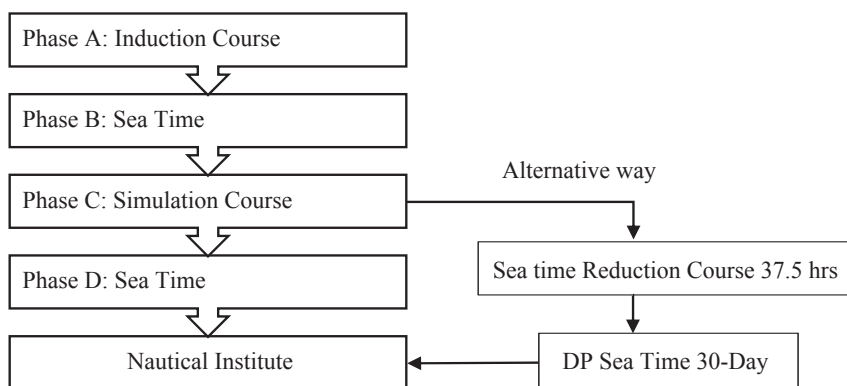 Phase A: Induction Course
Phase B: Sea Time
Alternative way
Phase C: Simulation Course
Sea time Reduction Course 37.5 hrs
Phase D: Sea Time
Nautical Institute
DP Sea Time 30-Day